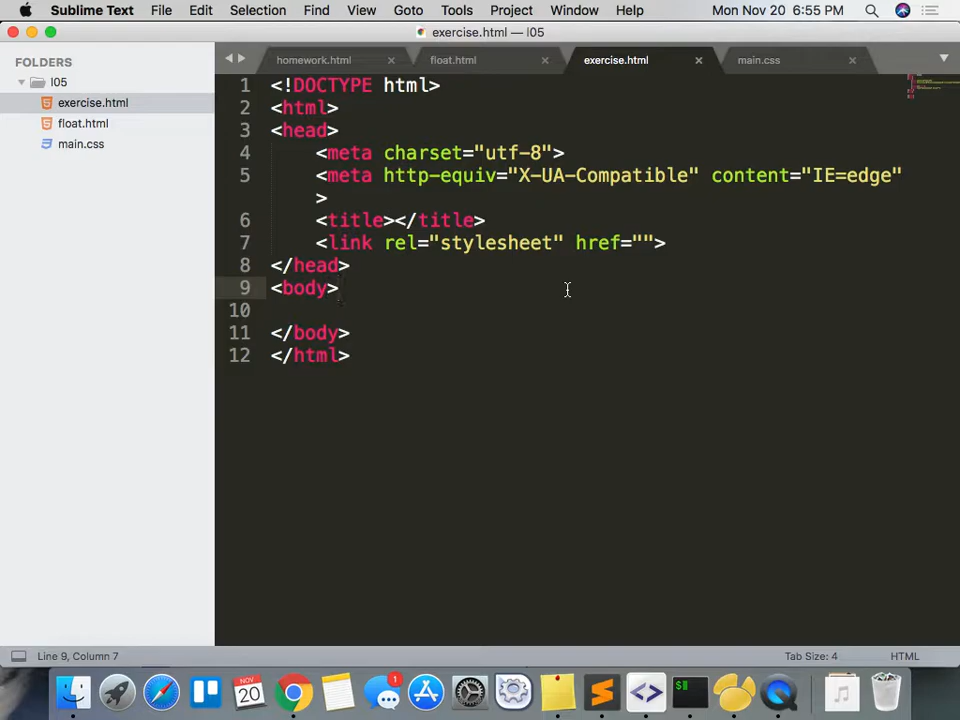 Sublime Text File Edit Selection Find Goto Tools Project Window Help Mon Nov 20 6:55 PM
exercise.html — l05
FOLDERS
l05
exercise.html
float.html
main.css
homework.html
float.html
exercise.html
main.css
1 <!DOCTYPE html>
2 <html>
3 <head>
4 <meta charset="utf-8">
5 <meta http-equiv="X-UA-Compatible" content="IE=edge"
>
6 <title></title>
7 <link rel="stylesheet" href="">
8 </head>
9 <body>
10
11 </body>
12 </html>
Line 9, Column 7 Tab Size: 4 HTML
NOV
20
1
$